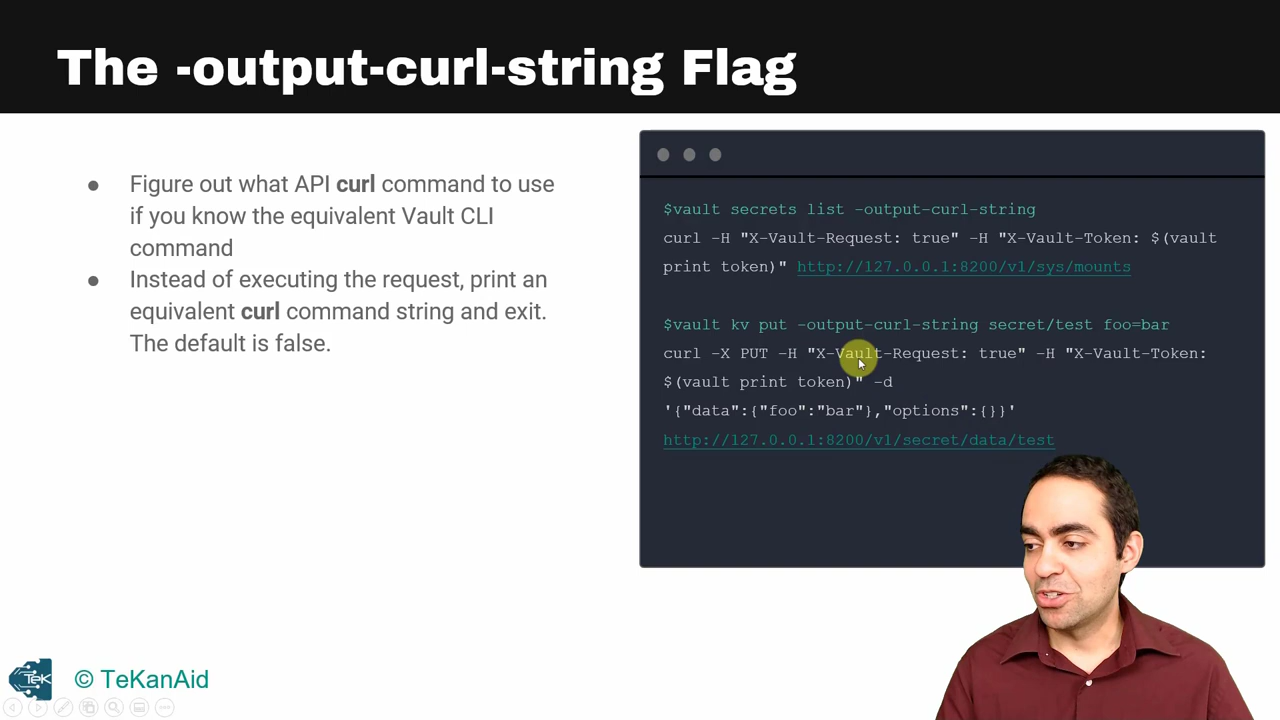 The -output-curl-string Flag
● Figure out what API curl command to use
if you know the equivalent Vault CLI
command
● Instead of executing the request, print an
equivalent curl command string and exit.
The default is false.
$vault secrets list -output-curl-string
curl -H "X-Vault-Request: true" -H "X-Vault-Token: $(vault
print token)" http://127.0.0.1:8200/v1/sys/mounts
$vault kv put -output-curl-string secret/test foo=bar
curl -X PUT -H "X-Vault-Request: true" -H "X-Vault-Token:
$(vault print token)" -d
'{"data":{"foo":"bar"},"options":{}}'
http://127.0.0.1:8200/v1/secret/data/test
TeK
© TeKanAid